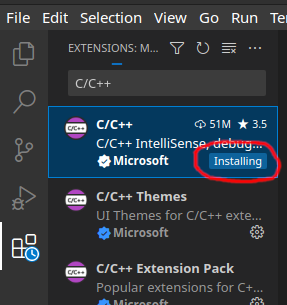 File Edit Selection View Go Run
EXTENSIONS: M...
C/C++
C/C++ 51M 3.5
C/C++ IntelliSense, debug...
Microsoft Installing
C/C++ Themes
UI Themes for C/C++ exte...
Microsoft
C/C++ Extension Pack
Popular extensions for C+...
Microsoft